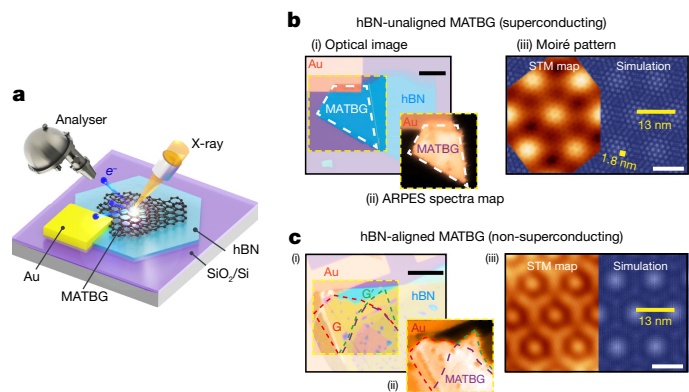 a
Analyser
X-ray
e–
Au
MATBG
hBN
SiO2/Si
b
hBN-unaligned MATBG (superconducting)
(i) Optical image
Au
MATBG
hBN
Au
MATBG
(ii) ARPES spectra map
(iii) Moiré pattern
STM map
Simulation
13 nm
1.8 nm
c
hBN-aligned MATBG (non-superconducting)
(i)
Au
G′
hBN
G
Au
MATBG
(ii)
(iii)
STM map
Simulation
13 nm